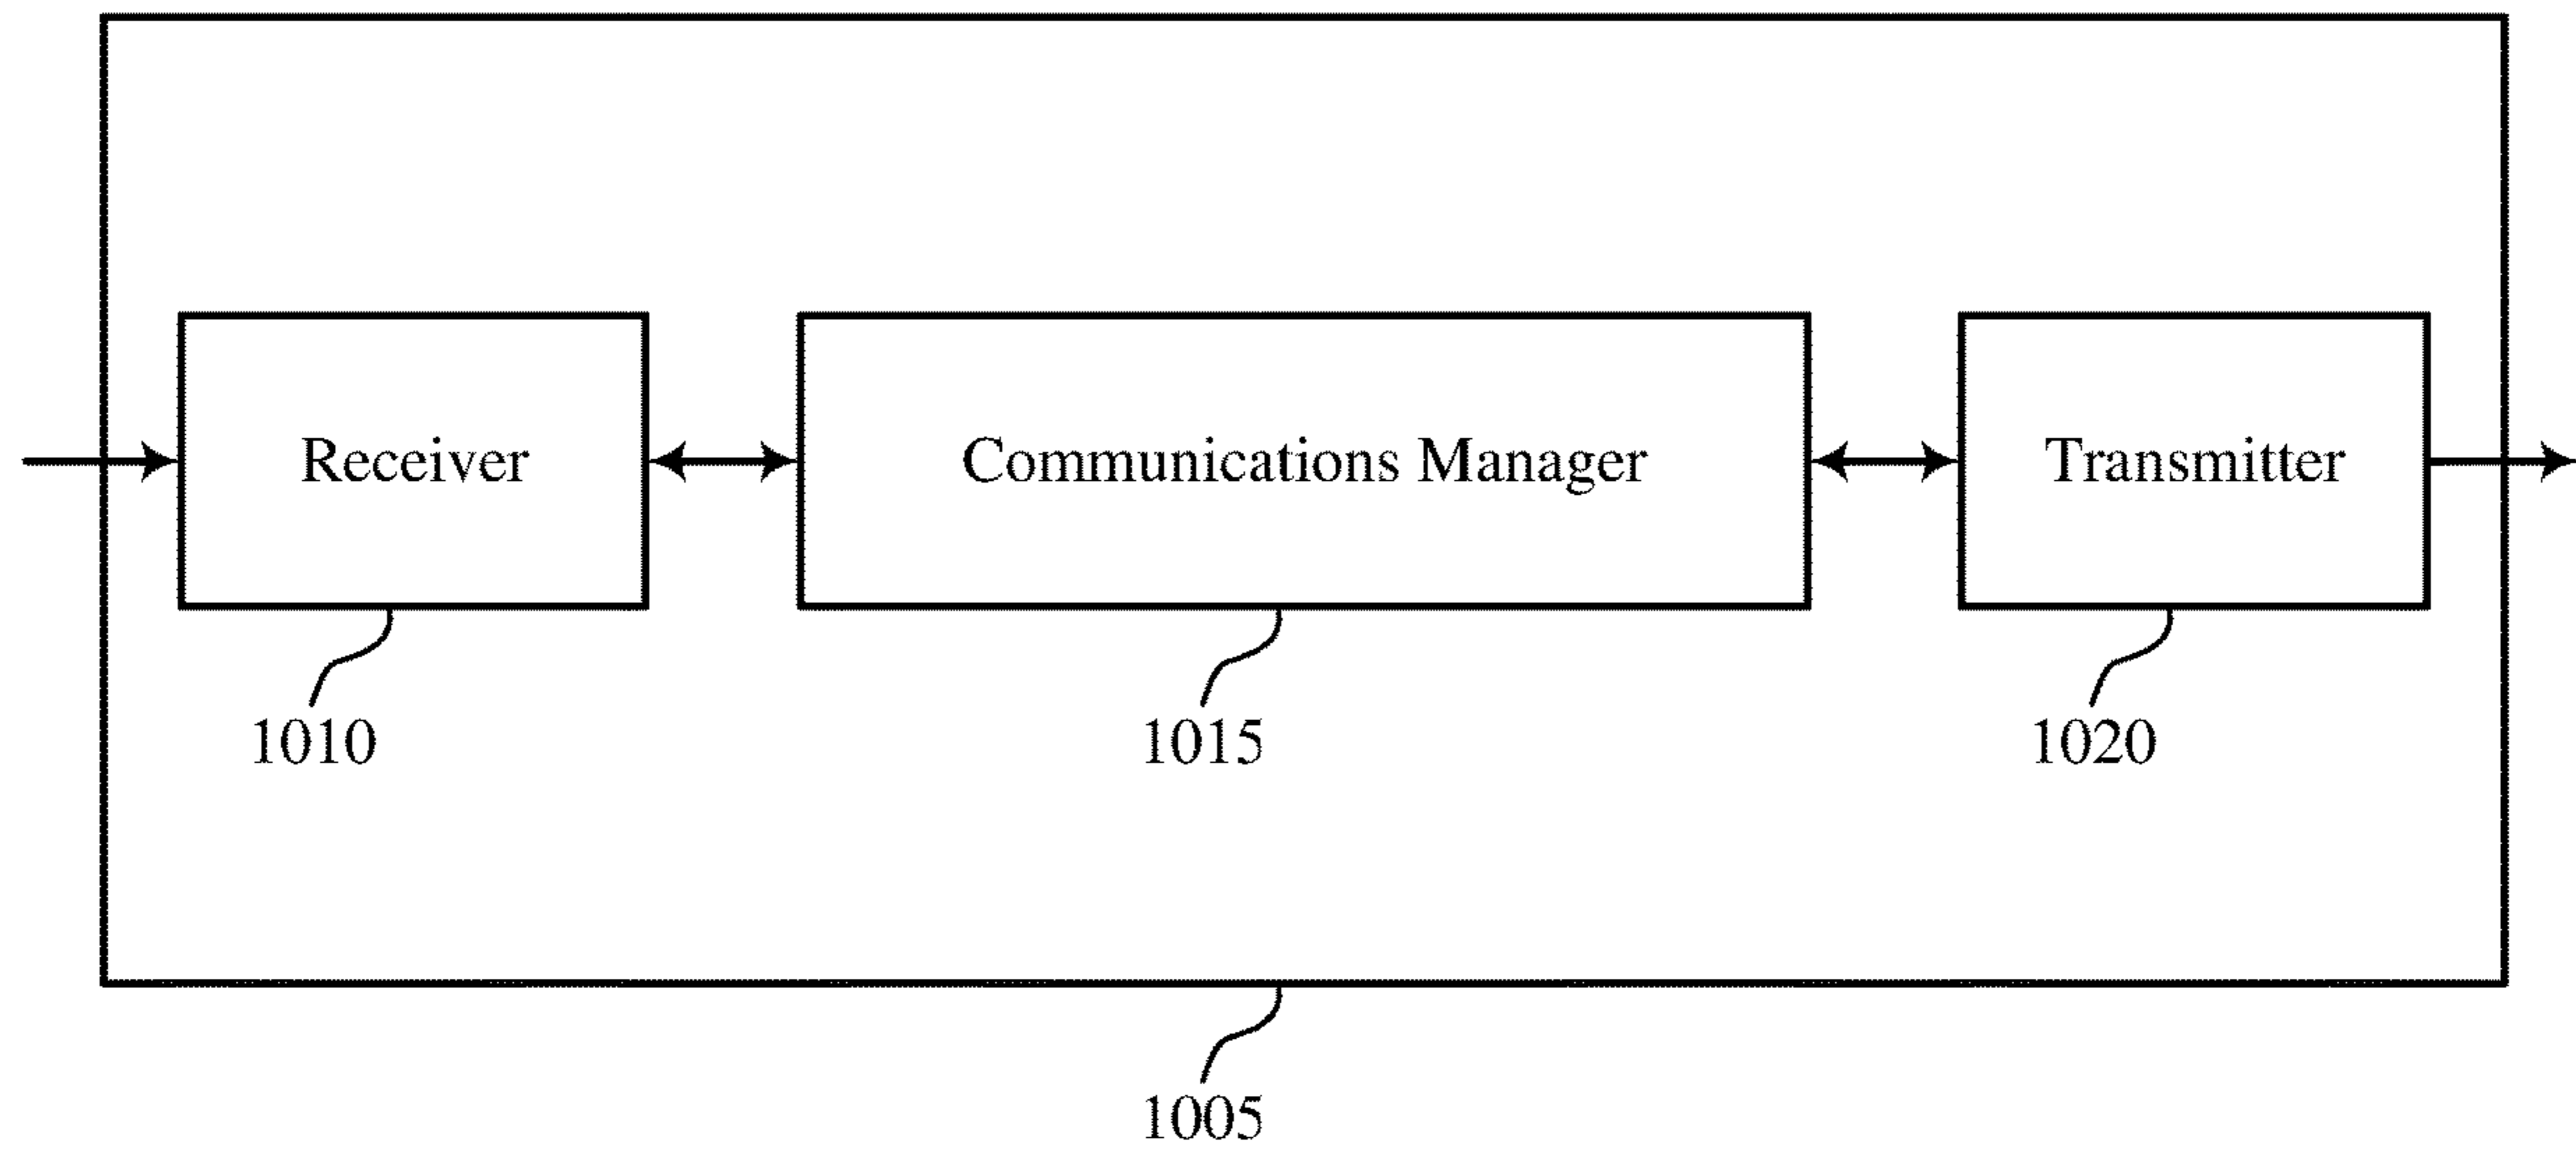 Receiver
Communications Manager
Transmitter
1010
1015
1020
1005